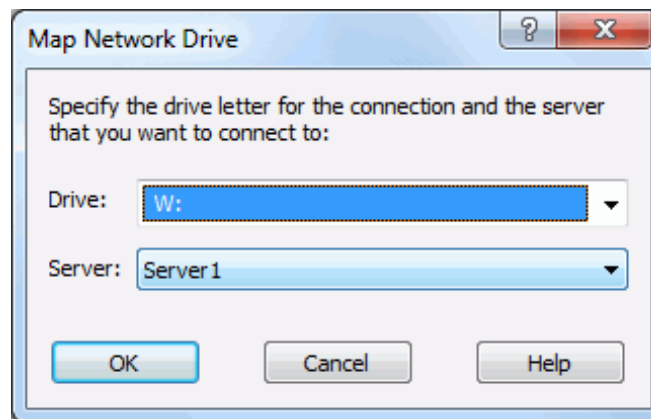 Map Network Drive
?
Specify the drive letter for the connection and the server
that you want to connect to:
Drive: W:
Server: Server1
OK Cancel Help